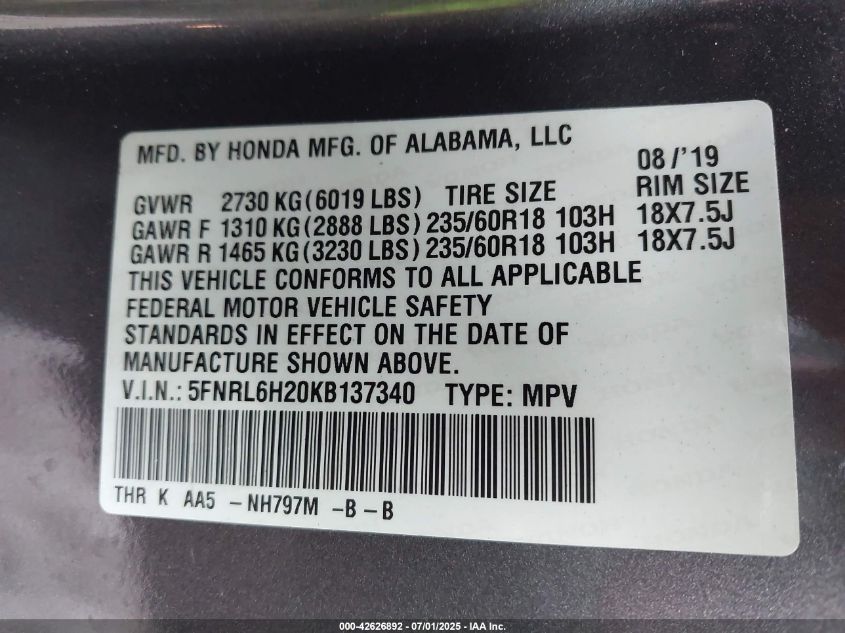 MFD. BY HONDA MFG. OF ALABAMA, LLC 08/'19
GVWR 2730 KG(6019 LBS) TIRE SIZE RIM SIZE
GAWR F 1310 KG(2888 LBS) 235/60R18 103H 18X7.5J
GAWR R 1465 KG(3230 LBS) 235/60R18 103H 18X7.5J
THIS VEHICLE CONFORMS TO ALL APPLICABLE
FEDERAL MOTOR VEHICLE SAFETY
STANDARDS IN EFFECT ON THE DATE OF
MANUFACTURE SHOWN ABOVE.
V.I.N.: 5FNRL6H20KB137340 TYPE: MPV
THR K AA5 -NH797M -B -B
000-42626892 - 07/01/2025 - IAA Inc.